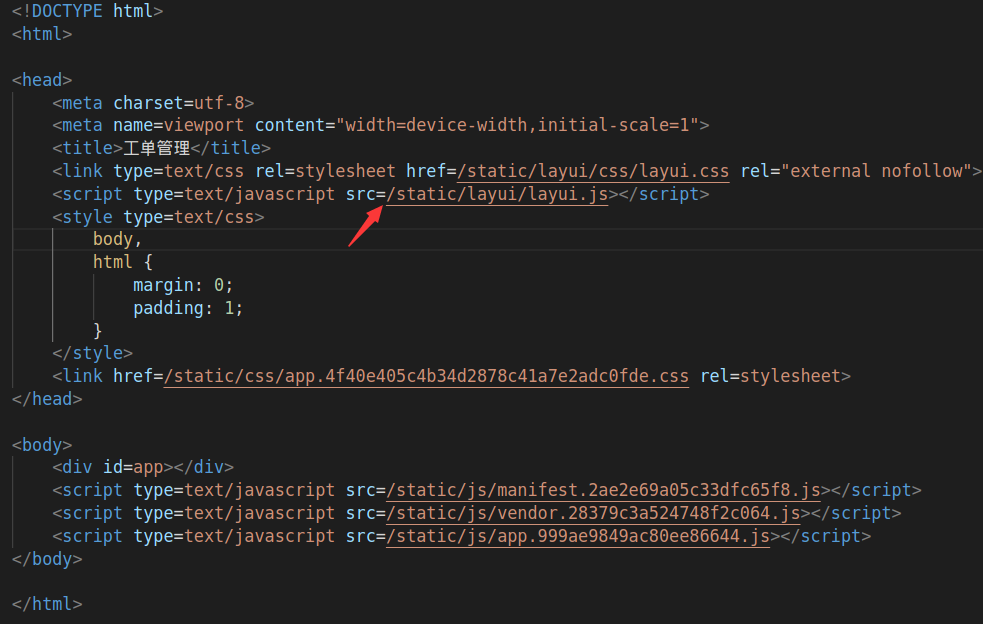 <!DOCTYPE html>
<html>
<head>
<meta charset=utf-8>
<meta name=viewport content="width=device-width,initial-scale=1">
<title>工单管理</title>
<link type=text/css rel=stylesheet href=/static/layui/css/layui.css rel="external nofollow">
<script type=text/javascript src=/static/layui/layui.js></script>
<style type=text/css>
body,
html {
margin: 0;
padding: 1;
}
</style>
<link href=/static/css/app.4f40e405c4b34d2878c41a7e2adc0fde.css rel=stylesheet>
</head>
<body>
<div id=app></div>
<script type=text/javascript src=/static/js/manifest.2ae2e69a05c33dfc65f8.js></script>
<script type=text/javascript src=/static/js/vendor.28379c3a524748f2c064.js></script>
<script type=text/javascript src=/static/js/app.999ae9849ac80ee86644.js></script>
</body>
</html>